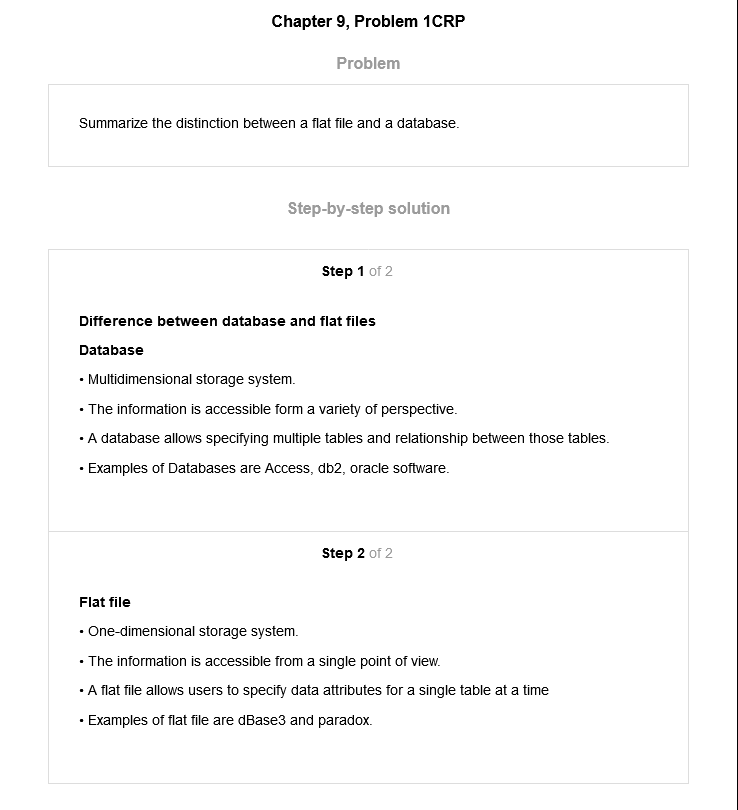 Chapter 9, Problem 1CRP
Problem
Summarize the distinction between a flat file and a database.
Step-by-step solution
Step 1 of 2
Difference between database and flat files
Database
• Multidimensional storage system.
• The information is accessible form a variety of perspective.
• A database allows specifying multiple tables and relationship between those tables.
• Examples of Databases are Access, db2, oracle software.
Step 2 of 2
Flat file
• One-dimensional storage system.
• The information is accessible from a single point of view.
• A flat file allows users to specify data attributes for a single table at a time
• Examples of flat file are dBase3 and paradox.